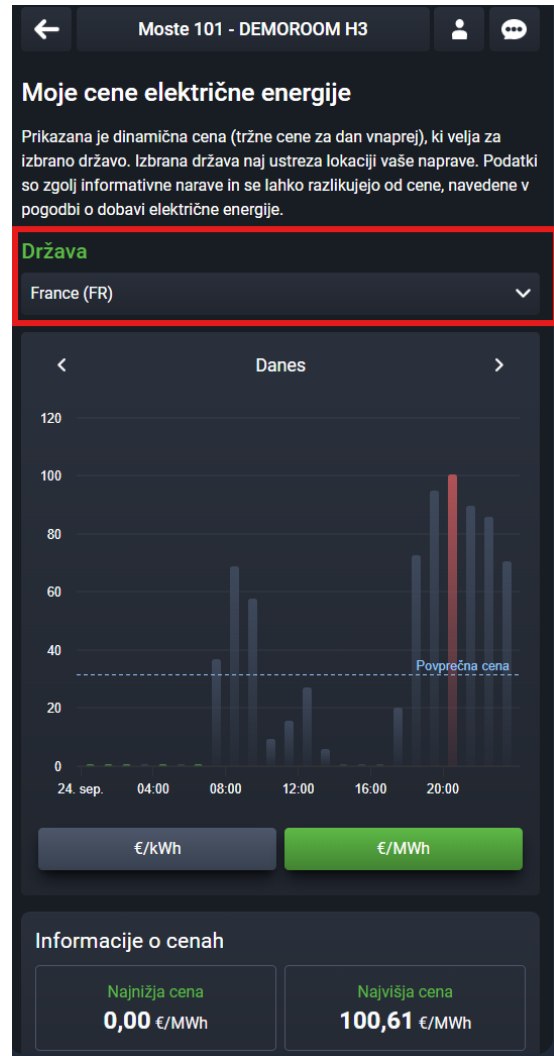 Moste 101 - DEMOROOM H3
Moje cene električne energije
Prikazana je dinamična cena (tržne cene za dan vnaprej), ki velja za
izbrano državo. Izbrana država naj ustreza lokaciji vaše naprave. Podatki
so zgolj informativne narave in se lahko razlikujejo od cene, navedene v
pogodbi o dobavi električne energije.
Država
France (FR)
Danes
120
100
80
60
40
Povprečna cena
20
0
24. sep. 04:00 08:00 12:00 16:00 20:00
€/kWh €/MWh
Informacije o cenah
Najnižja cena Najvišja cena
0,00 €/MWh 100,61 €/MWh